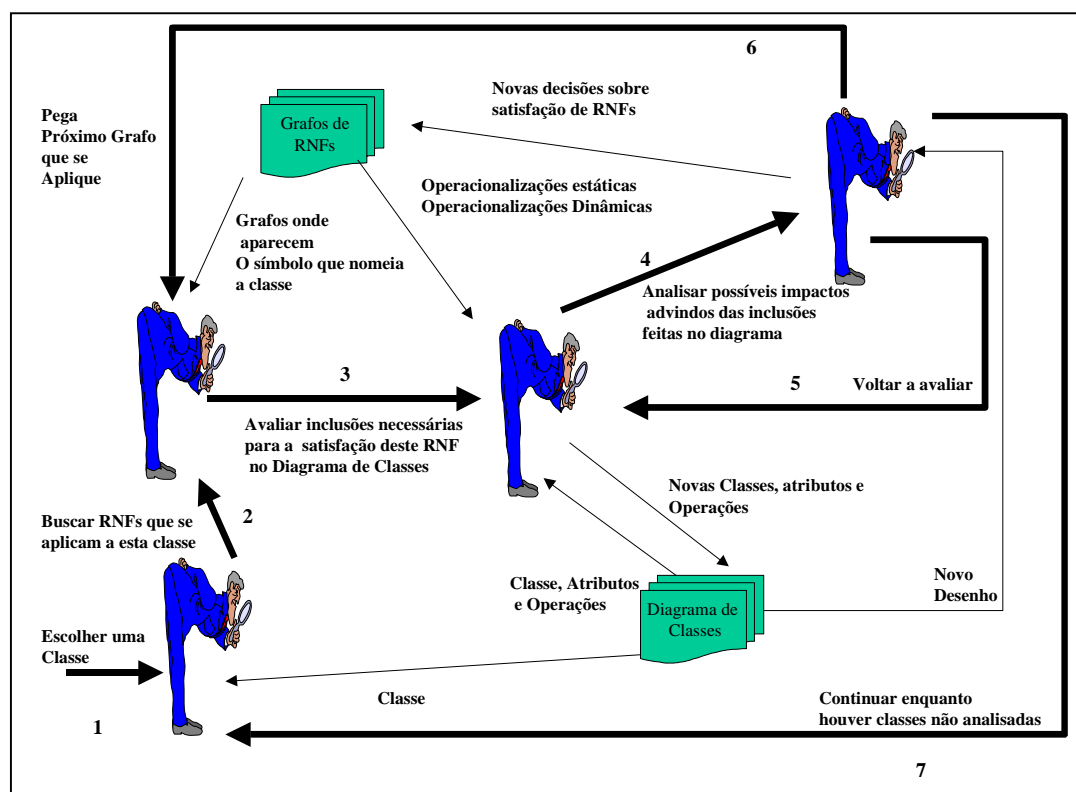 6
Novas decisões sobre
satisfação de RNFs
Pega
Próximo Grafo
que se
Aplique
Grafos de
RNFs
Operacionalizações estáticas
Operacionalizações Dinâmicas
Grafos onde
aparecem
O símbolo que nomeia
a classe
4
Analisar possíveis impactos
advindos das inclusões
feitas no diagrama
3
5
Voltar a avaliar
Avaliar inclusões necessárias
para a satisfação deste RNF
no Diagrama de Classes
Novas Classes, atributos e
Operações
2
Buscar RNFs que se
aplicam a esta classe
Classe, Atributos
e Operações
Diagrama de
Classes
Novo
Desenho
Escolher uma
Classe
1
Classe
Continuar enquanto
houver classes não analisadas
7